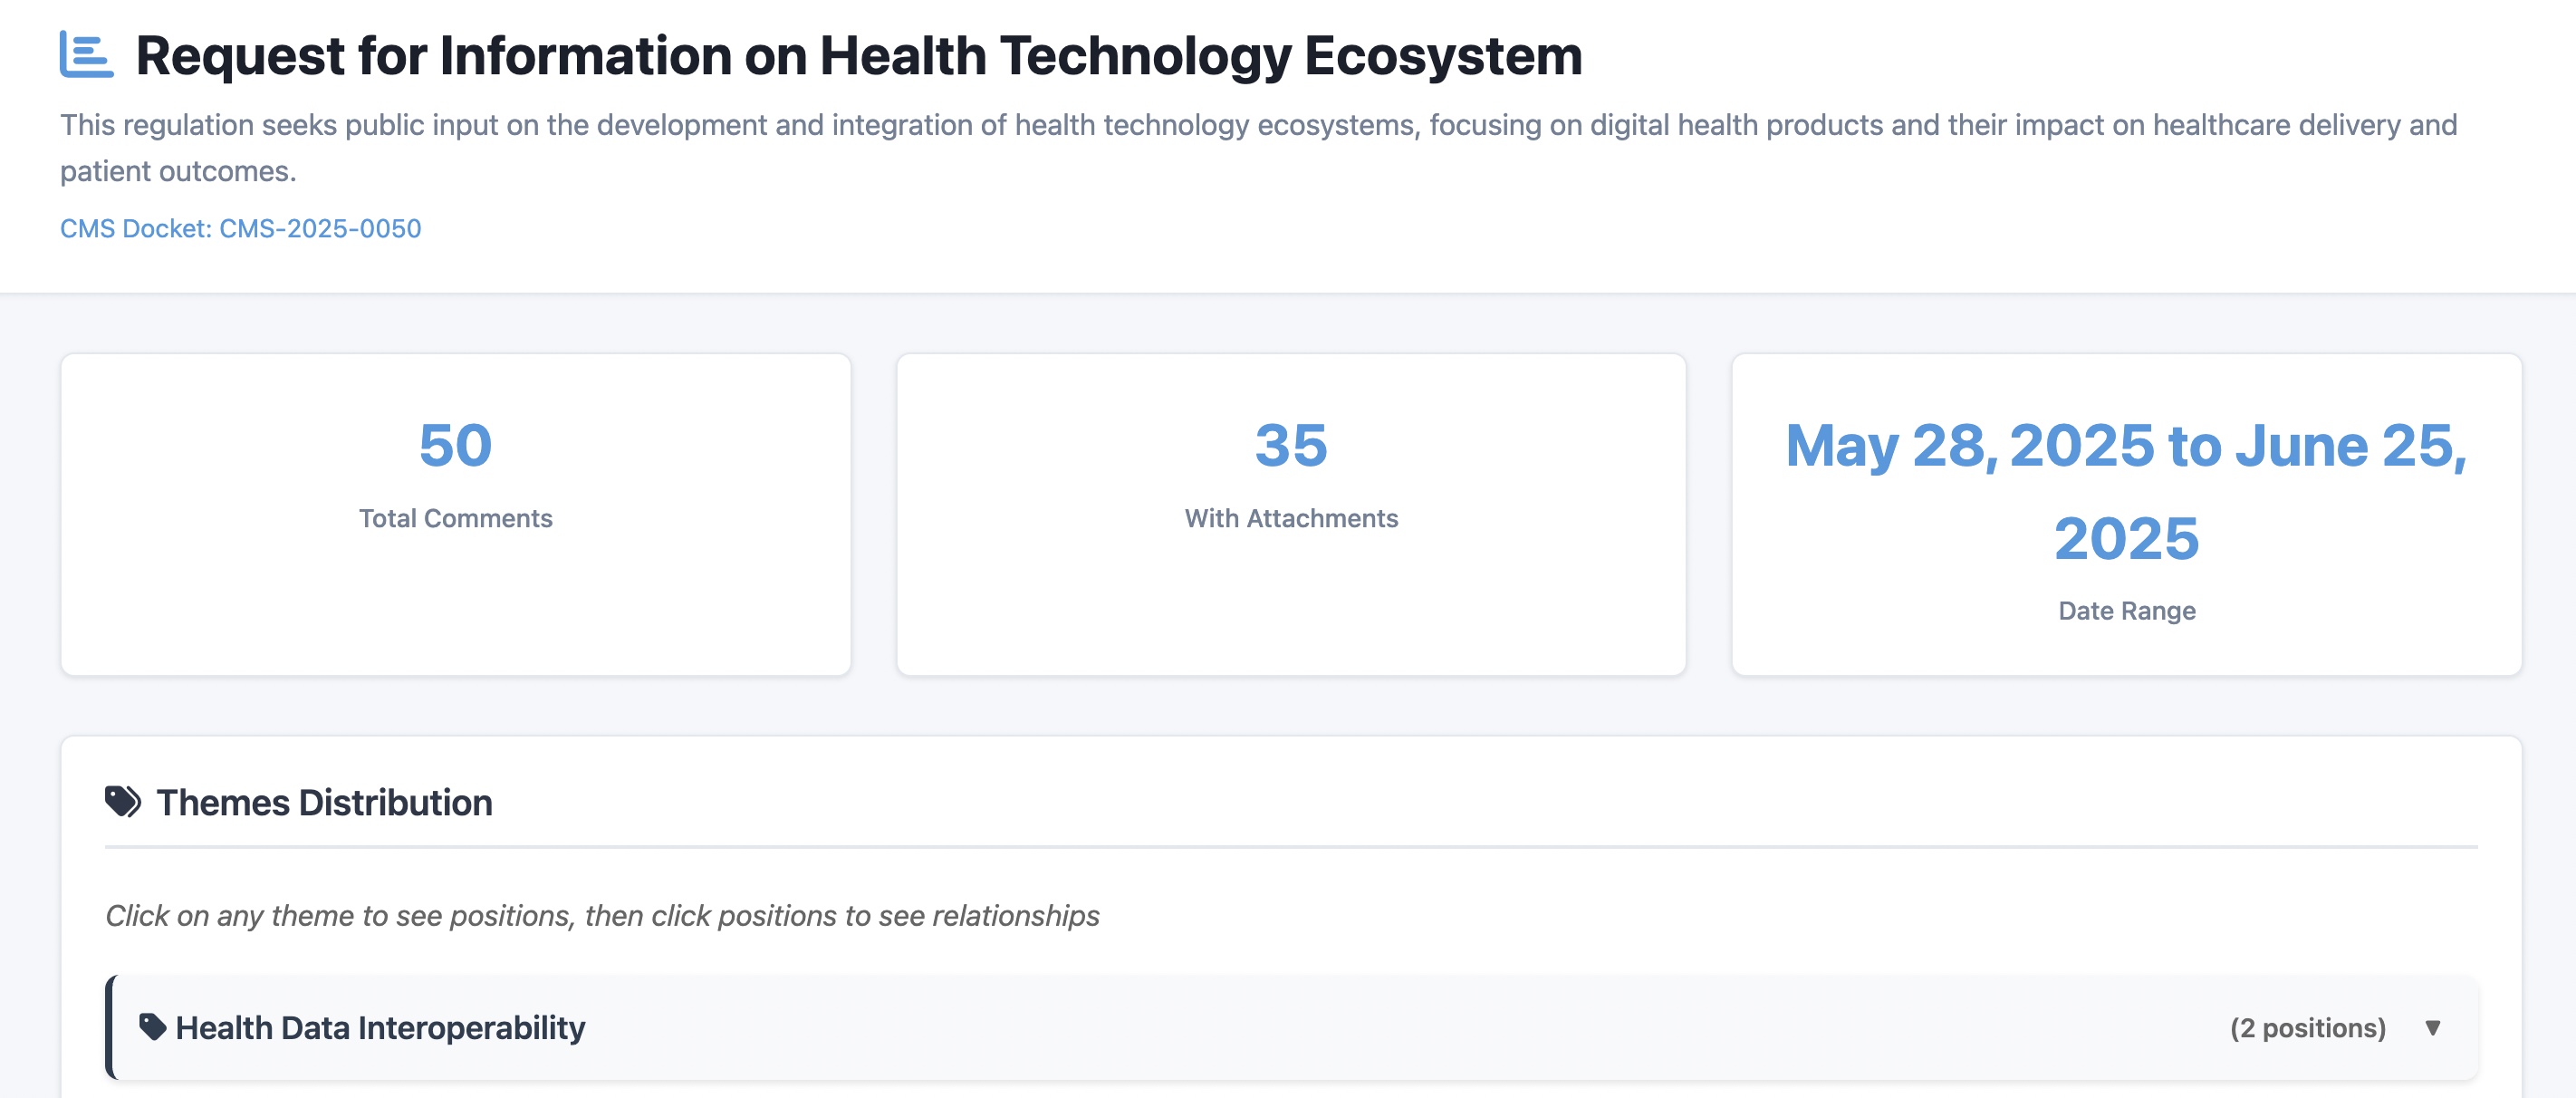 Request for Information on Health Technology Ecosystem
This regulation seeks public input on the development and integration of health technology ecosystems, focusing on digital health products and their impact on healthcare delivery and
patient outcomes.
CMS Docket: CMS-2025-0050
50
Total Comments
35
With Attachments
May 28, 2025 to June 25,
2025
Date Range
Themes Distribution
Click on any theme to see positions, then click positions to see relationships
Health Data Interoperability
(2 positions) ▼